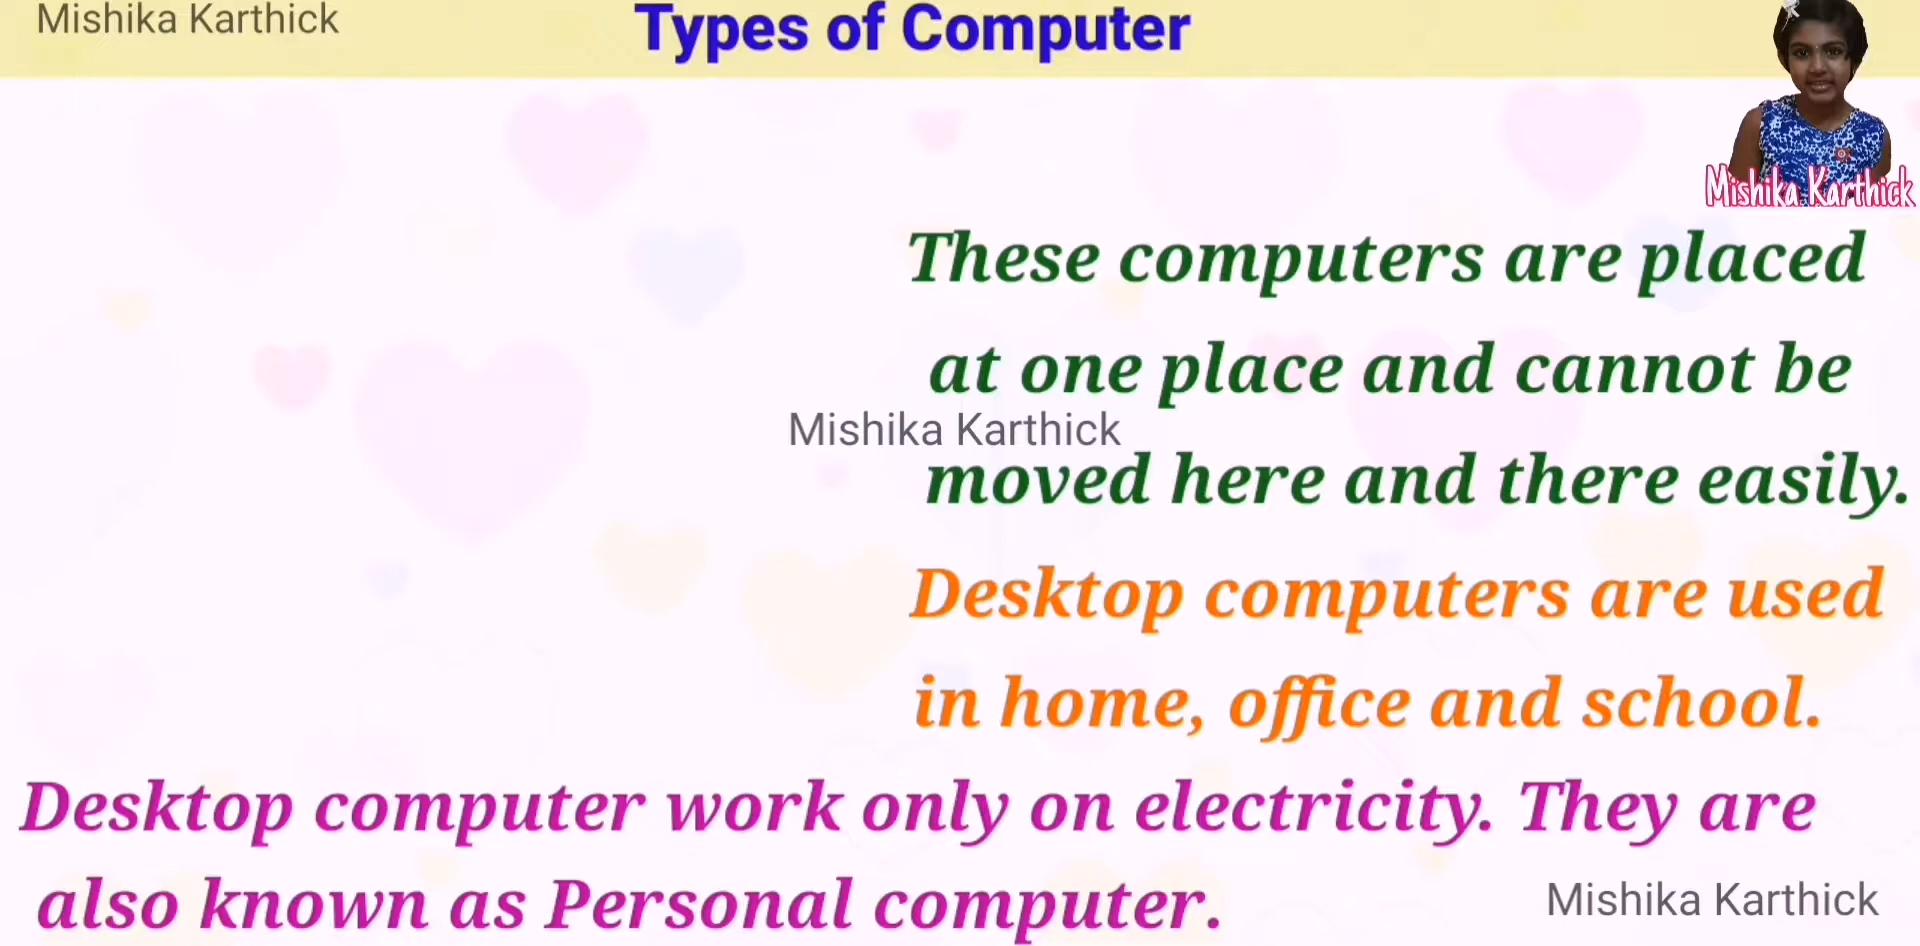 Mishika Karthick
Types of Computer
Mishika Karthick
These computers are placed
at one place and cannot be
Mishika Karthick
moved here and there easily.
Desktop computers are used
in home, office and school.
Desktop computer work only on electricity. They are
also known as Personal computer.
Mishika Karthick